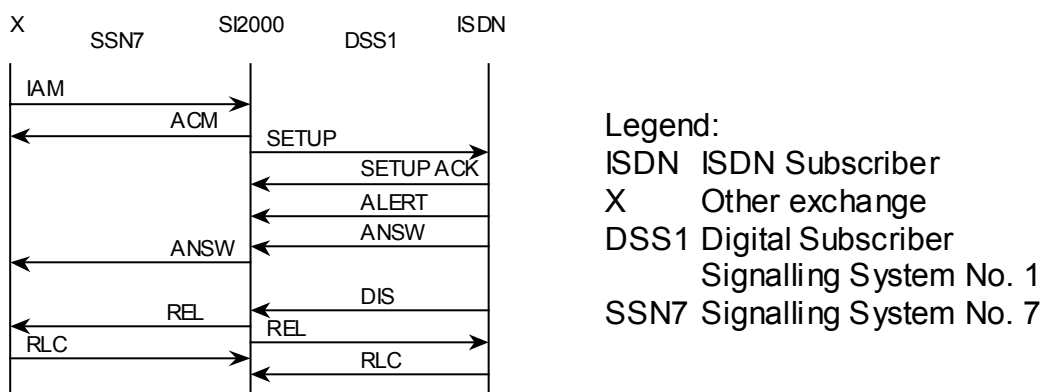 X SI2000 ISDN
SSN7 DSS1
IAM
ACM
SETUP
SETUP ACK
ALERT
ANSW
ANSW
DIS
REL
REL
RLC
RLC
Legend:
ISDN ISDN Subscriber
X Other exchange
DSS1 Digital Subscriber
Signalling System No. 1
SSN7 Signalling System No. 7